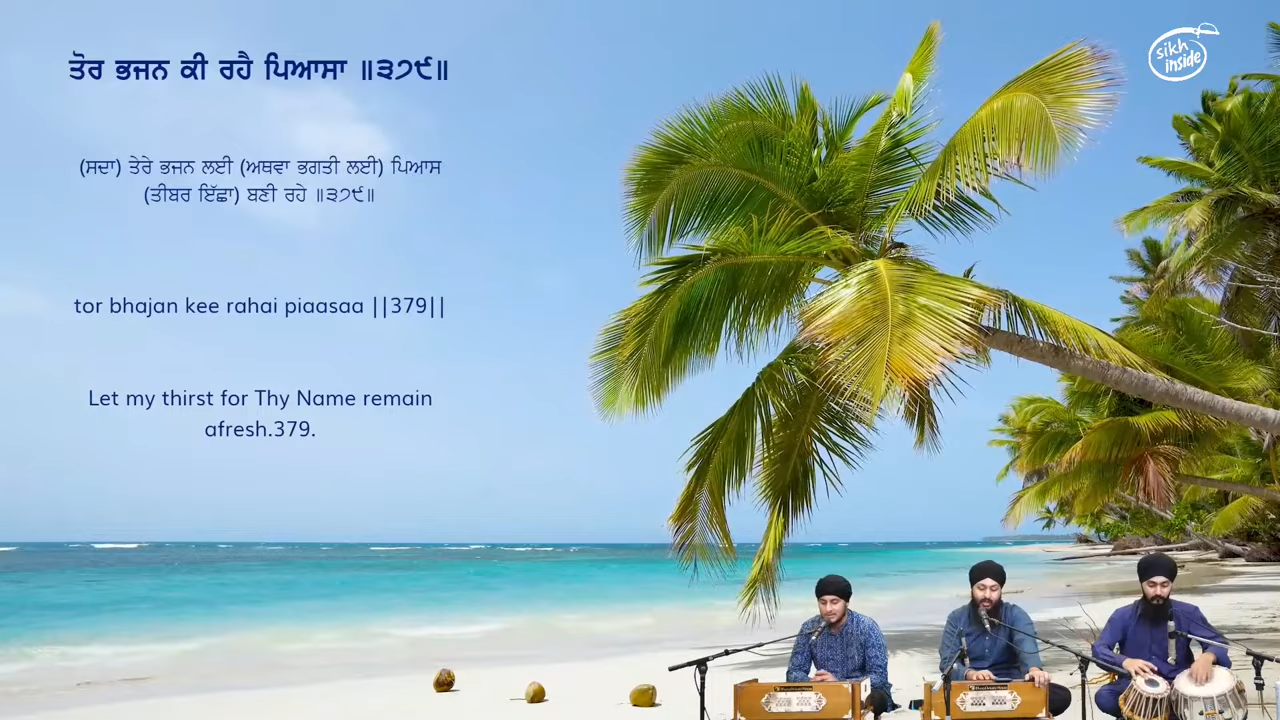 ਤੋਰ ਭਜਨ ਕੀ ਰਹੈ ਪਿਆਸਾ ॥੩੭੯॥
(ਸਦਾ) ਤੇਰੇ ਭਜਨ ਲਈ (ਅਥਵਾ ਭਗਤੀ ਲਈ) ਪਿਆਸ
(ਤੀਬਰ ਇੱਛਾ) ਬਣੀ ਰਹੇ ॥੩੭੯॥
tor bhajan kee rahai piaasaa ||379||
Let my thirst for Thy Name remain
afresh.379.
sikh
inside